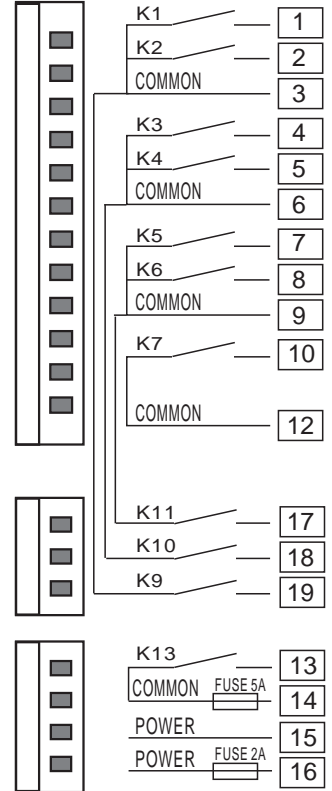 K1 1
K2 2
COMMON 3
K3 4
K4 5
COMMON 6
K5 7
K6 8
COMMON 9
K7 10
COMMON 12
K11 17
K10 18
K9 19
K13 13
COMMON FUSE 5A 14
POWER 15
POWER FUSE 2A 16